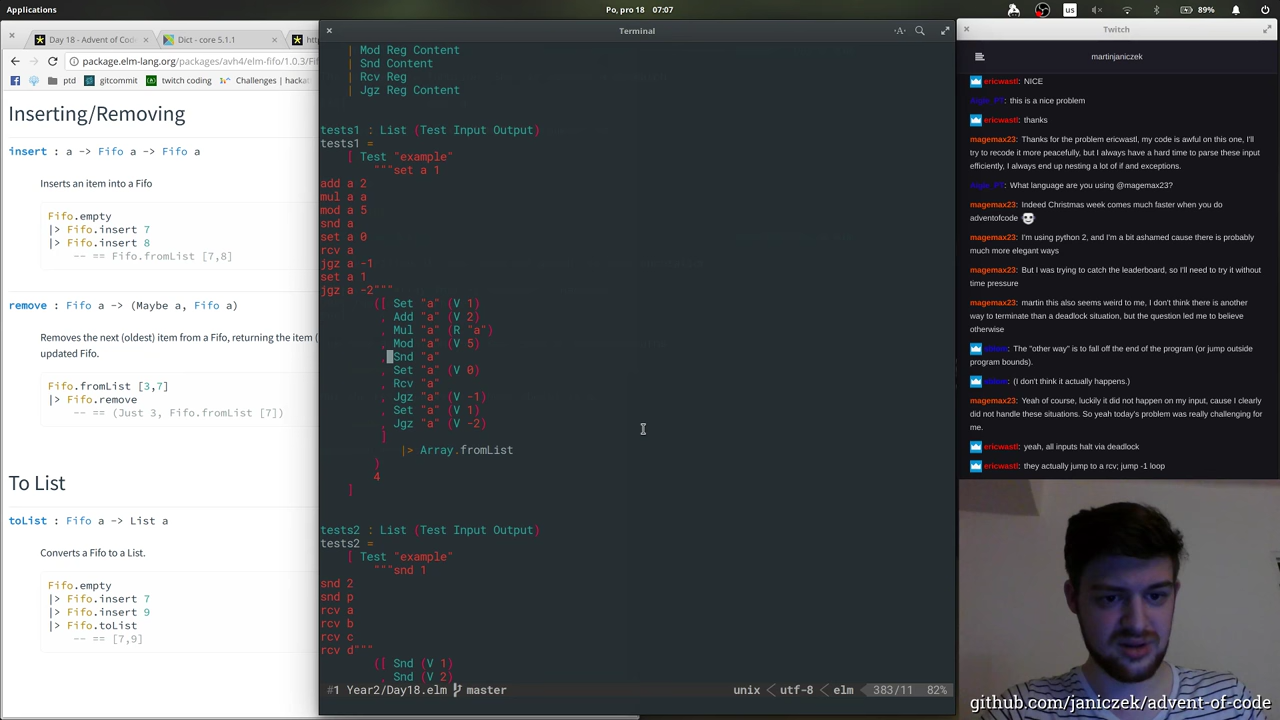 Applications
Po, pro 18 07:07
us
89%
Day 18 - Advent of Cod
Dict - core 5.1.1
package.elm-lang.org/packages/avh4/elm-fifo/1.0.3/Fif
ptd
gitcommit
twitch coding
Challenges | hackat
Inserting/Removing
insert : a -> Fifo a -> Fifo a
Inserts an item into a Fifo
Fifo.empty
|> Fifo.insert 7
|> Fifo.insert 8
-- == Fifo.fromList [7,8]
remove : Fifo a -> (Maybe a, Fifo a)
Removes the next (oldest) item from a Fifo, returning the item (
updated Fifo.
Fifo.fromList [3,7]
|> Fifo.remove
-- == (Just 3, Fifo.fromList [7])
To List
toList : Fifo a -> List a
Converts a Fifo to a List.
Fifo.empty
|> Fifo.insert 7
|> Fifo.insert 9
|> Fifo.toList
-- == [7,9]
Terminal
| Mod Reg Content
| Snd Content
| Rcv Reg
| Jgz Reg Content
tests1 : List (Test Input Output)
tests1 =
[ Test "example"
"""set a 1
add a 2
mul a a
mod a 5
snd a
set a 0
rcv a
jgz a -1
set a 1
jgz a -2"""
([ Set "a" (V 1)
, Add "a" (V 2)
, Mul "a" (R "a")
, Mod "a" (V 5)
, Snd "a"
, Set "a" (V 0)
, Rcv "a"
, Jgz "a" (V -1)
, Set "a" (V 1)
, Jgz "a" (V -2)
]
|> Array.fromList
)
4
]
tests2 : List (Test Input Output)
tests2 =
[ Test "example"
"""snd 1
snd 2
snd p
rcv a
rcv b
rcv c
rcv d"""
([ Snd (V 1)
, Snd (V 2)
#1 Year2/Day18.elm master
unix < utf-8 < elm 383/11 82%
Twitch
martinjaniczek
ericwastl: NICE
this is a nice problem
ericwastl: thanks
magemax23: Thanks for the problem ericwastl, my code is awful on this one, I'll
try to recode it more peacefully, but I always have a hard time to parse these input
efficiently, I always end up nesting a lot of if and exceptions.
What language are you using @magemax23?
magemax23: Indeed Christmas week comes much faster when you do
adventofcode
magemax23: I'm using python 2, and I'm a bit ashamed cause there is probably
much more elegant ways
magemax23: But I was trying to catch the leaderboard, so I'll need to try it without
time pressure
magemax23: martin this also seems weird to me, I don't think there is another
way to terminate than a deadlock situation, but the question led me to believe
otherwise
The "other way" is to fall off the end of the program (or jump outside
program bounds).
(I don't think it actually happens.)
magemax23: Yeah of course, luckily it did not happen on my input, cause I clearly
did not handle these situations. So yeah today's problem was really challenging for
me.
ericwastl: yeah, all inputs halt via deadlock
ericwastl: they actually jump to a rcv; jump -1 loop
github.com/janiczek/advent-of-code